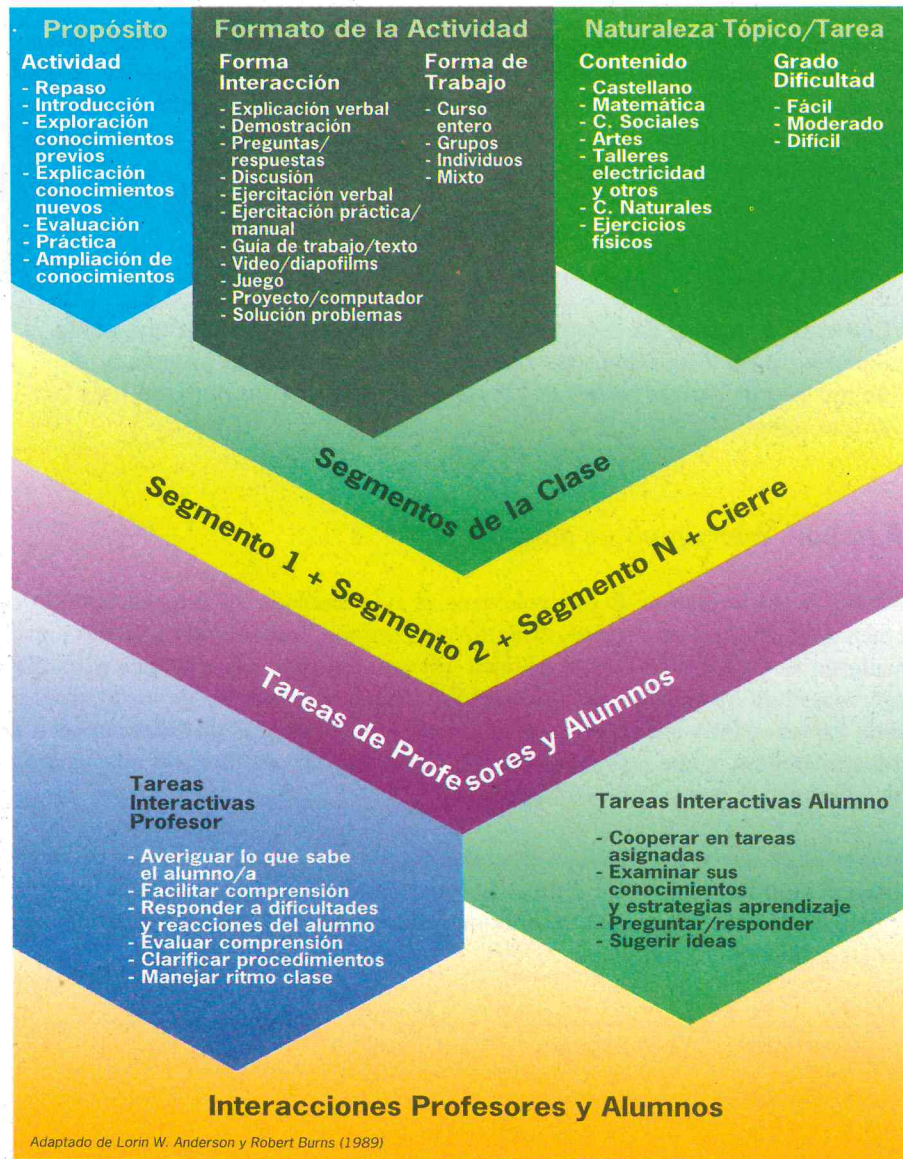 Propósito
Actividad
- Repaso
- Introducción
- Exploración
conocimientos
previos
- Explicación
conocimientos
nuevos
- Evaluación
- Práctica
- Ampliación de
conocimientos
Formato de la Actividad
Forma
Interacción
- Explicación verbal
- Demostración
- Preguntas/
respuestas
- Discusión
- Ejercitación verbal
- Ejercitación práctica/
manual
- Guía de trabajo/texto
- Video/diapofilms
- Juego
- Proyecto/computador
- Solución problemas
Forma de
Trabajo
- Curso
entero
- Grupos
- Individuos
- Mixto
Naturaleza Tópico/Tarea
Contenido
- Castellano
- Matemática
- C. Sociales
- Artes
- Talleres
electricidad
y otros
- C. Naturales
- Ejercicios
físicos
Grado
Dificultad
- Fácil
- Moderado
- Difícil
Segmentos de la Clase
Segmento 1 + Segmento 2 + Segmento N + Cierre
Tareas de Profesores y Alumnos
Tareas
Interactivas
Profesor
- Averiguar lo que sabe
el alumno/a
- Facilitar comprensión
- Responder a dificultades
y reacciones del alumno
- Evaluar comprensión
- Clarificar procedimientos
- Manejar ritmo clase
Tareas Interactivas Alumno
- Cooperar en tareas
asignadas
- Examinar sus
conocimientos
y estrategias aprendizaje
- Preguntar/responder
- Sugerir ideas
Interacciones Profesores y Alumnos
Adaptado de Lorin W. Anderson y Robert Burns (1989)